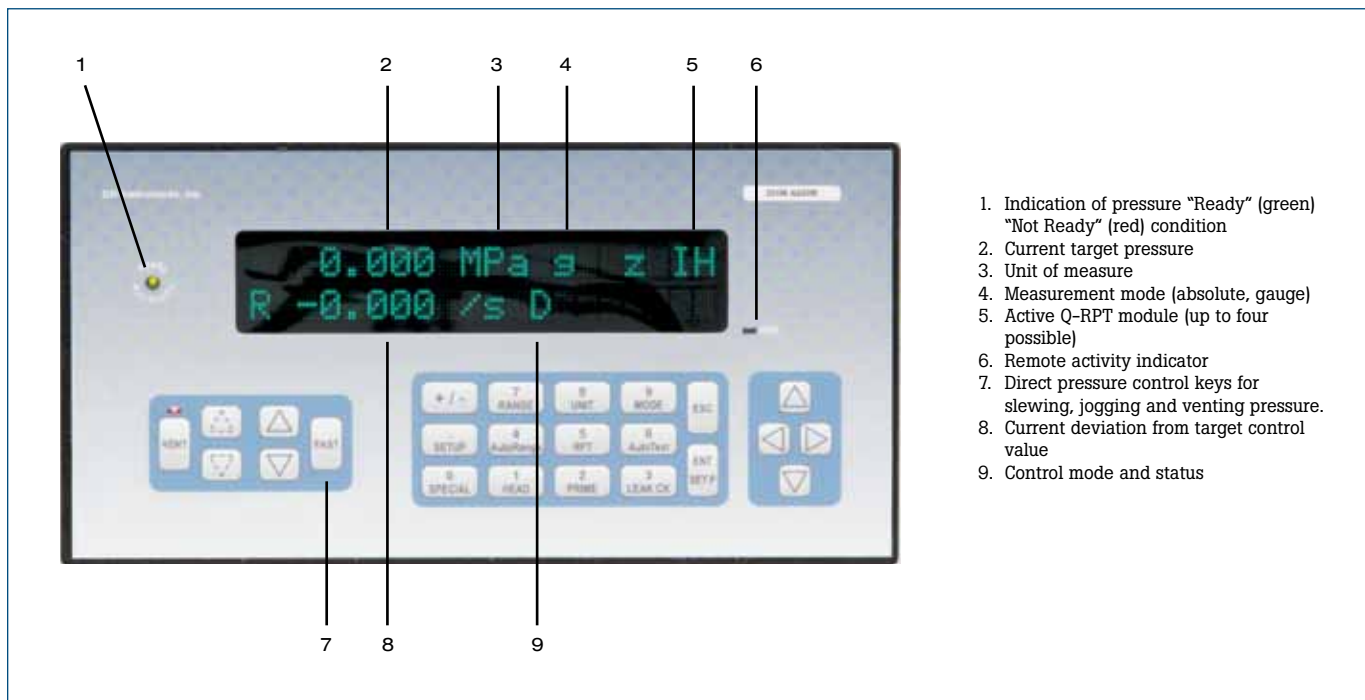 1
2
3
4
5
6
0.000 MPa g z IH
R -0.000 /s D
+ / -
7
RANGE
8
UNIT
9
MODE
ESC
VENT
FAST
SETUP
4
AutoRange
5
RPT
6
AutoTest
ENT
SET P
0
SPECIAL
1
HEAD
2
PRIME
3
LEAK CK
7
8
9
1. Indication of pressure “Ready“ (green)
“Not Ready“ (red) condition
2. Current target pressure
3. Unit of measure
4. Measurement mode (absolute, gauge)
5. Active Q-RPT module (up to four
possible)
6. Remote activity indicator
7. Direct pressure control keys for
slewing, jogging and venting pressure.
8. Current deviation from target control
value
9. Control mode and status